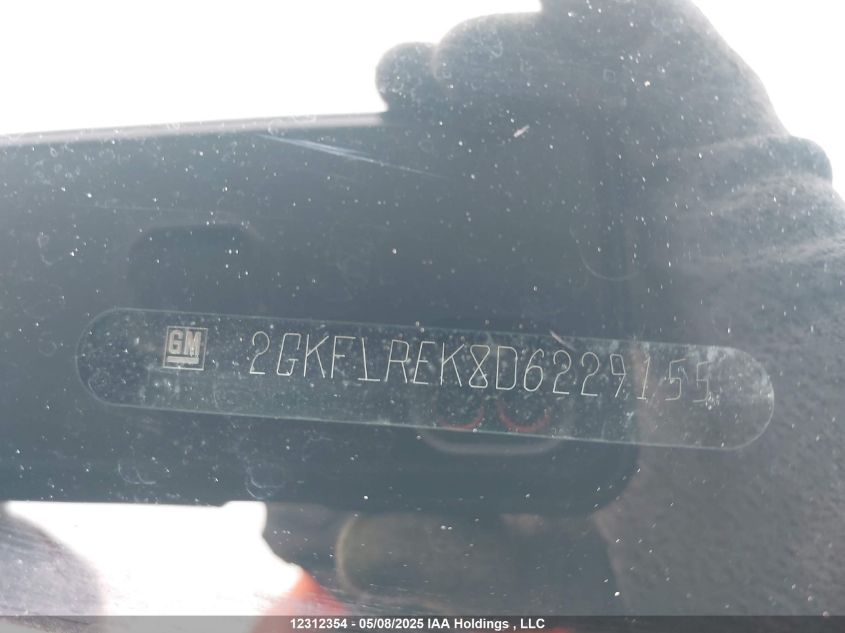 GM 2GKFLREK8D6229155
12312354 - 05/08/2025 IAA Holdings , LLC